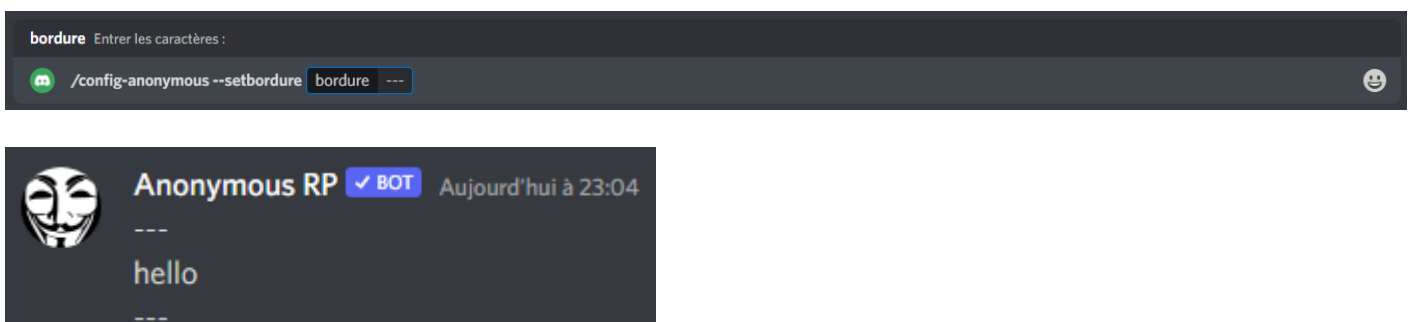 bordure Entrer les caractères :
/config-anonymous --setbordure bordure ---
Anonymous RP ✓ BOT Aujourd'hui à 23:04
---
hello
---